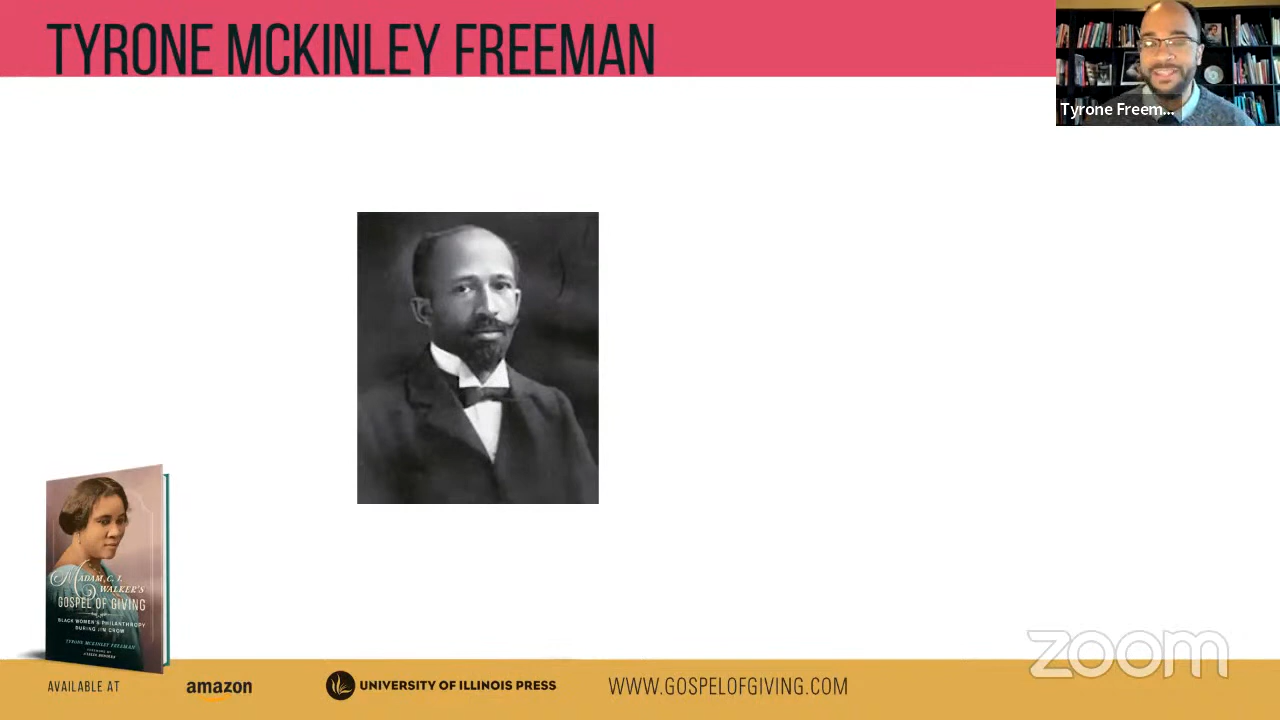 TYRONE MCKINLEY FREEMAN
Tyrone Freem...
MADAM C. J.
WALKER'S
GOSPEL OF GIVING
BLACK WOMEN'S PHILANTHROPY
DURING JIM CROW
TYRONE MCKINLEY FREEMAN
zoom
AVAILABLE AT
amazon
UNIVERSITY OF ILLINOIS PRESS
WWW.GOSPELOFGIVING.COM